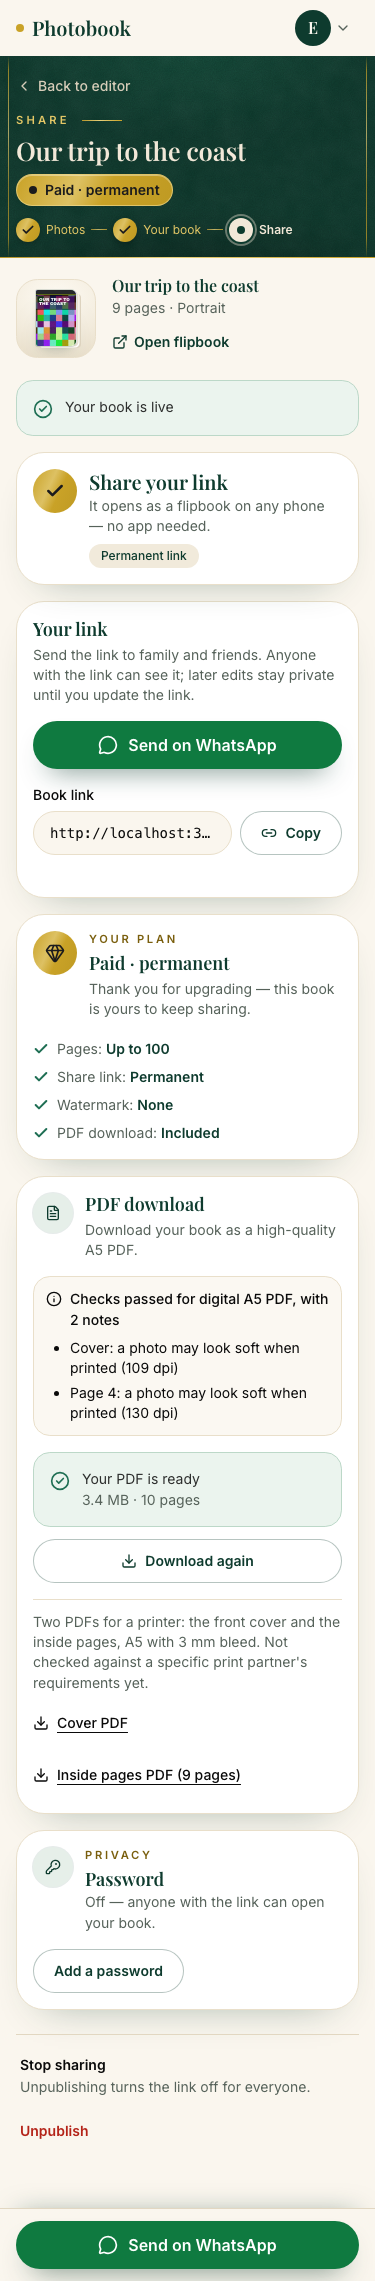 Photobook
E
Back to editor
SHARE
Our trip to the coast
Paid · permanent
Photos
Your book
Share
OUR TRIP TO
THE COAST
Our trip to the coast
9 pages · Portrait
Open flipbook
Your book is live
Share your link
It opens as a flipbook on any phone
— no app needed.
Permanent link
Your link
Send the link to family and friends. Anyone
with the link can see it; later edits stay private
until you update the link.
Send on WhatsApp
Book link
http://localhost:3…
Copy
YOUR PLAN
Paid · permanent
Thank you for upgrading — this book
is yours to keep sharing.
Pages: Up to 100
Share link: Permanent
Watermark: None
PDF download: Included
PDF download
Download your book as a high-quality
A5 PDF.
Checks passed for digital A5 PDF, with
2 notes
• Cover: a photo may look soft when
printed (109 dpi)
• Page 4: a photo may look soft when
printed (130 dpi)
Your PDF is ready
3.4 MB · 10 pages
Download again
Two PDFs for a printer: the front cover and the
inside pages, A5 with 3 mm bleed. Not
checked against a specific print partner's
requirements yet.
Cover PDF
Inside pages PDF (9 pages)
PRIVACY
Password
Off — anyone with the link can open
your book.
Add a password
Stop sharing
Unpublishing turns the link off for everyone.
Unpublish
Send on WhatsApp